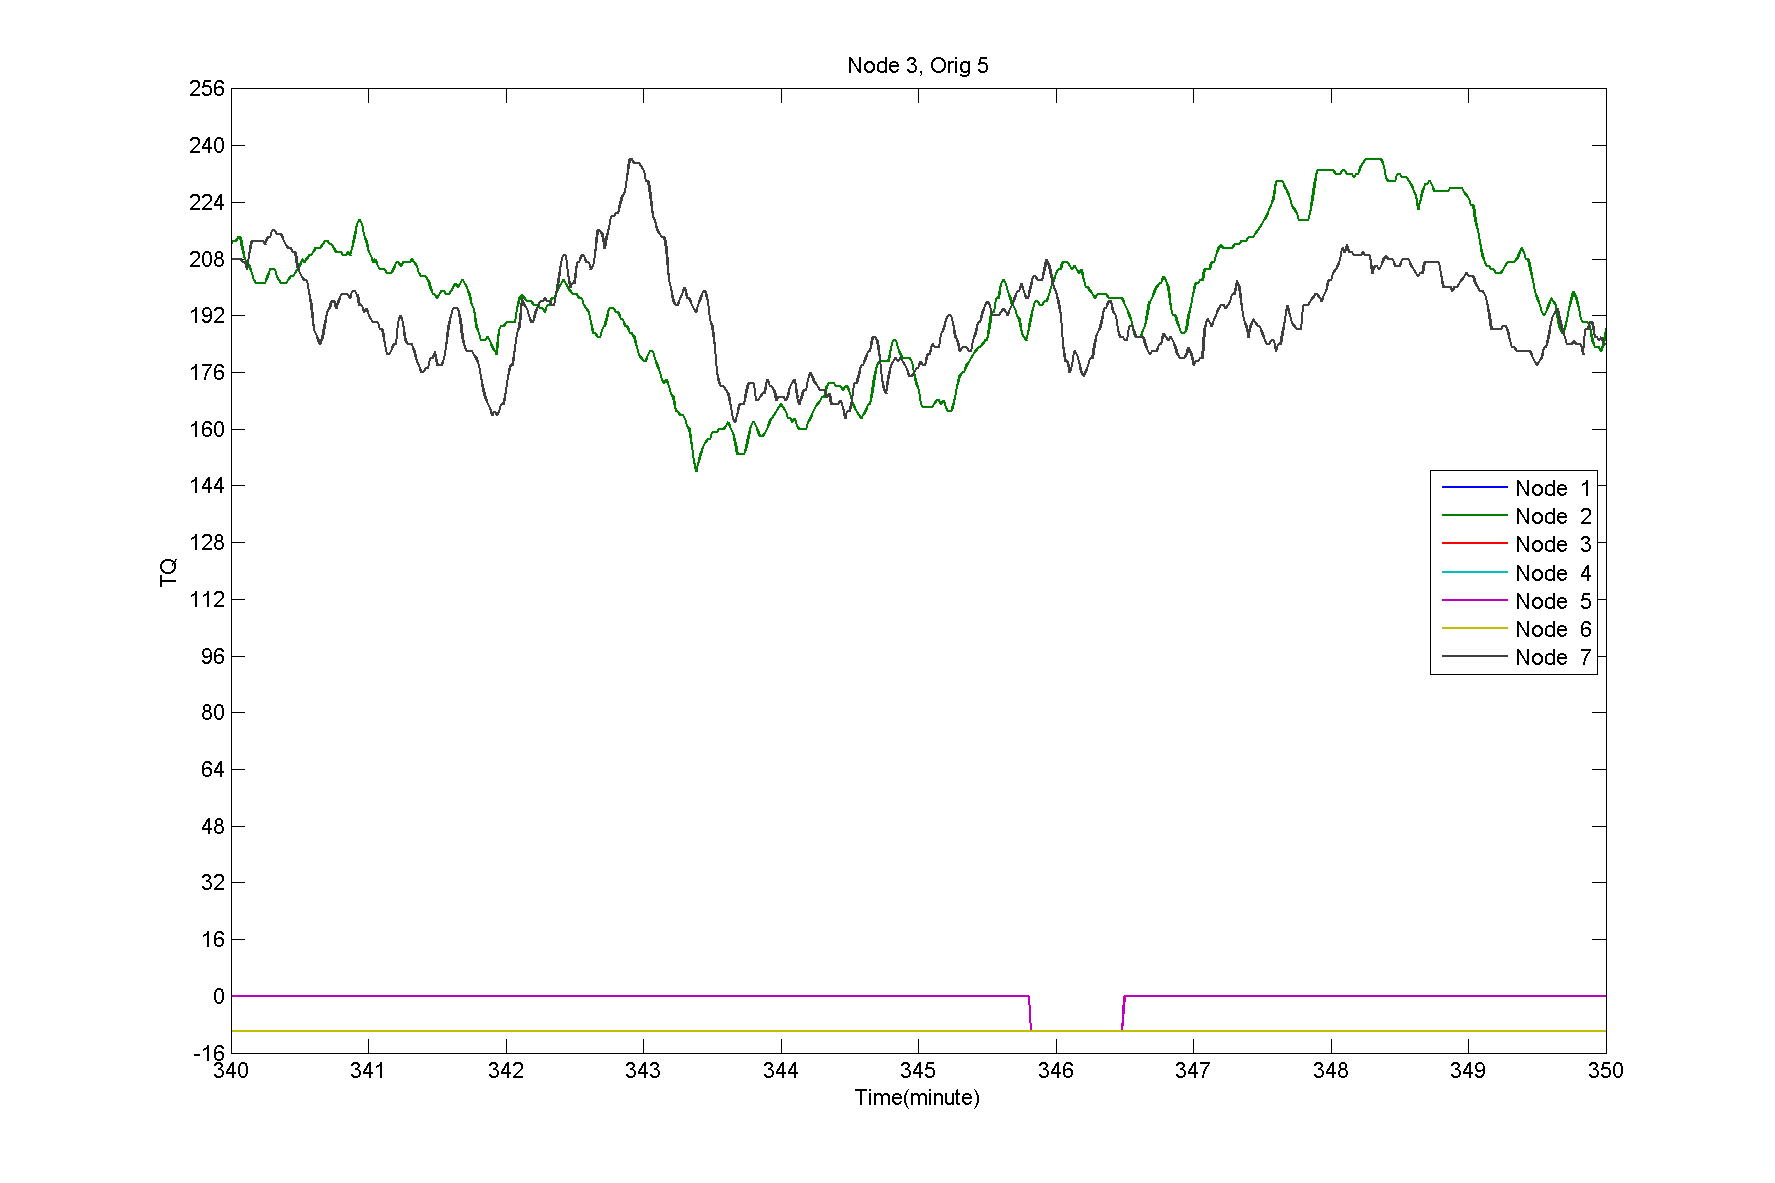 Node 3, Orig 5
256
240
224
208
192
176
160
144
128
112
96
80
64
48
32
16
0
-16
TQ
Node 1
Node 2
Node 3
Node 4
Node 5
Node 6
Node 7
340 341 342 343 344 345 346 347 348 349 350
Time(minute)